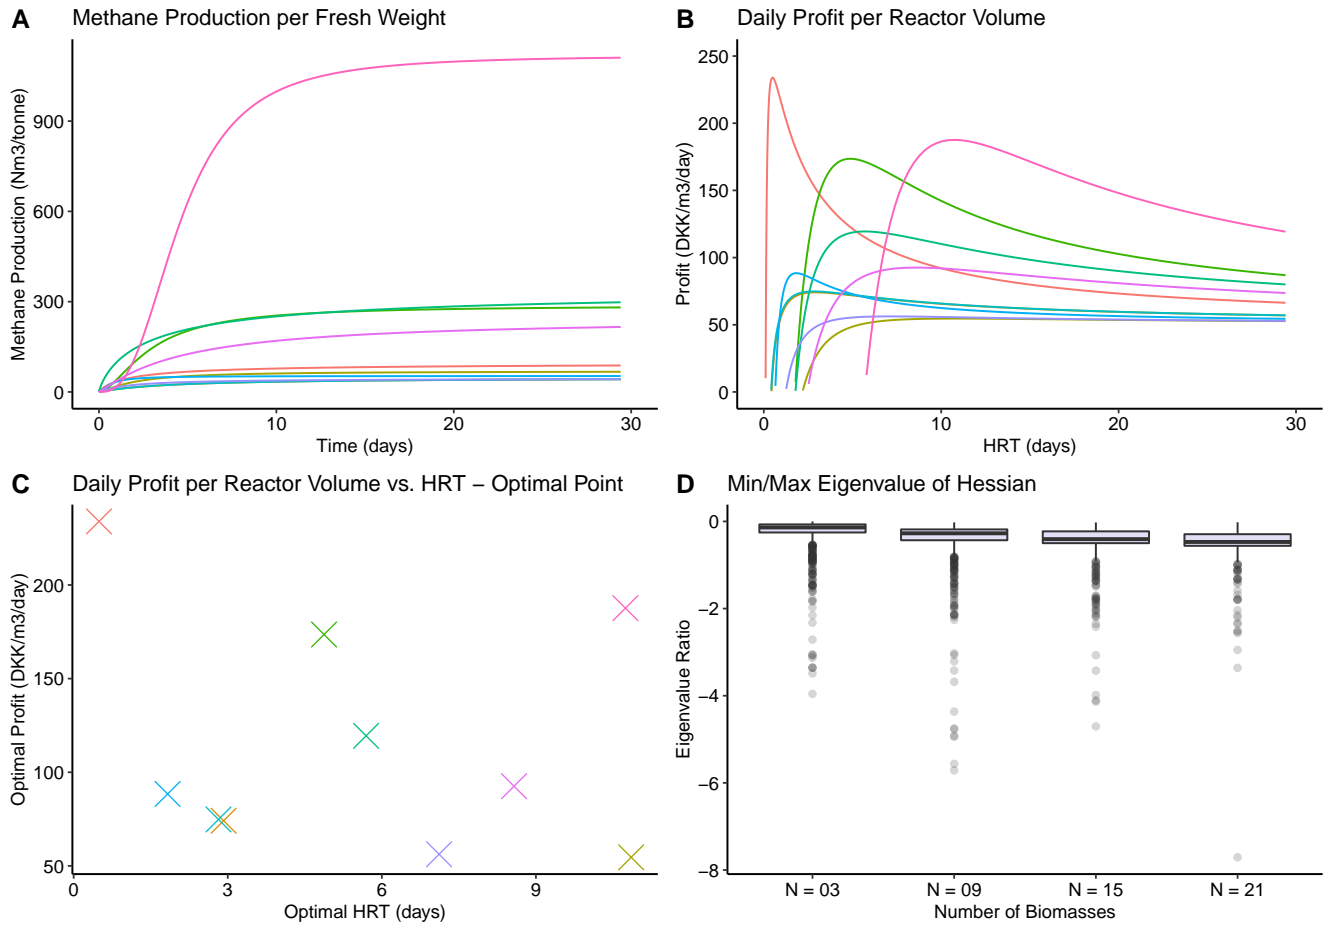 A Methane Production per Fresh Weight
Methane Production (Nm3/tonne)
900
600
300
0
0 10 20 30
Time (days)
B Daily Profit per Reactor Volume
Profit (DKK/m3/day)
250
200
150
100
50
0
0 10 20 30
HRT (days)
C Daily Profit per Reactor Volume vs. HRT − Optimal Point
Optimal Profit (DKK/m3/day)
200
150
100
50
0 3 6 9
Optimal HRT (days)
D Min/Max Eigenvalue of Hessian
Eigenvalue Ratio
0
−2
−4
−6
−8
N = 03 N = 09 N = 15 N = 21
Number of Biomasses